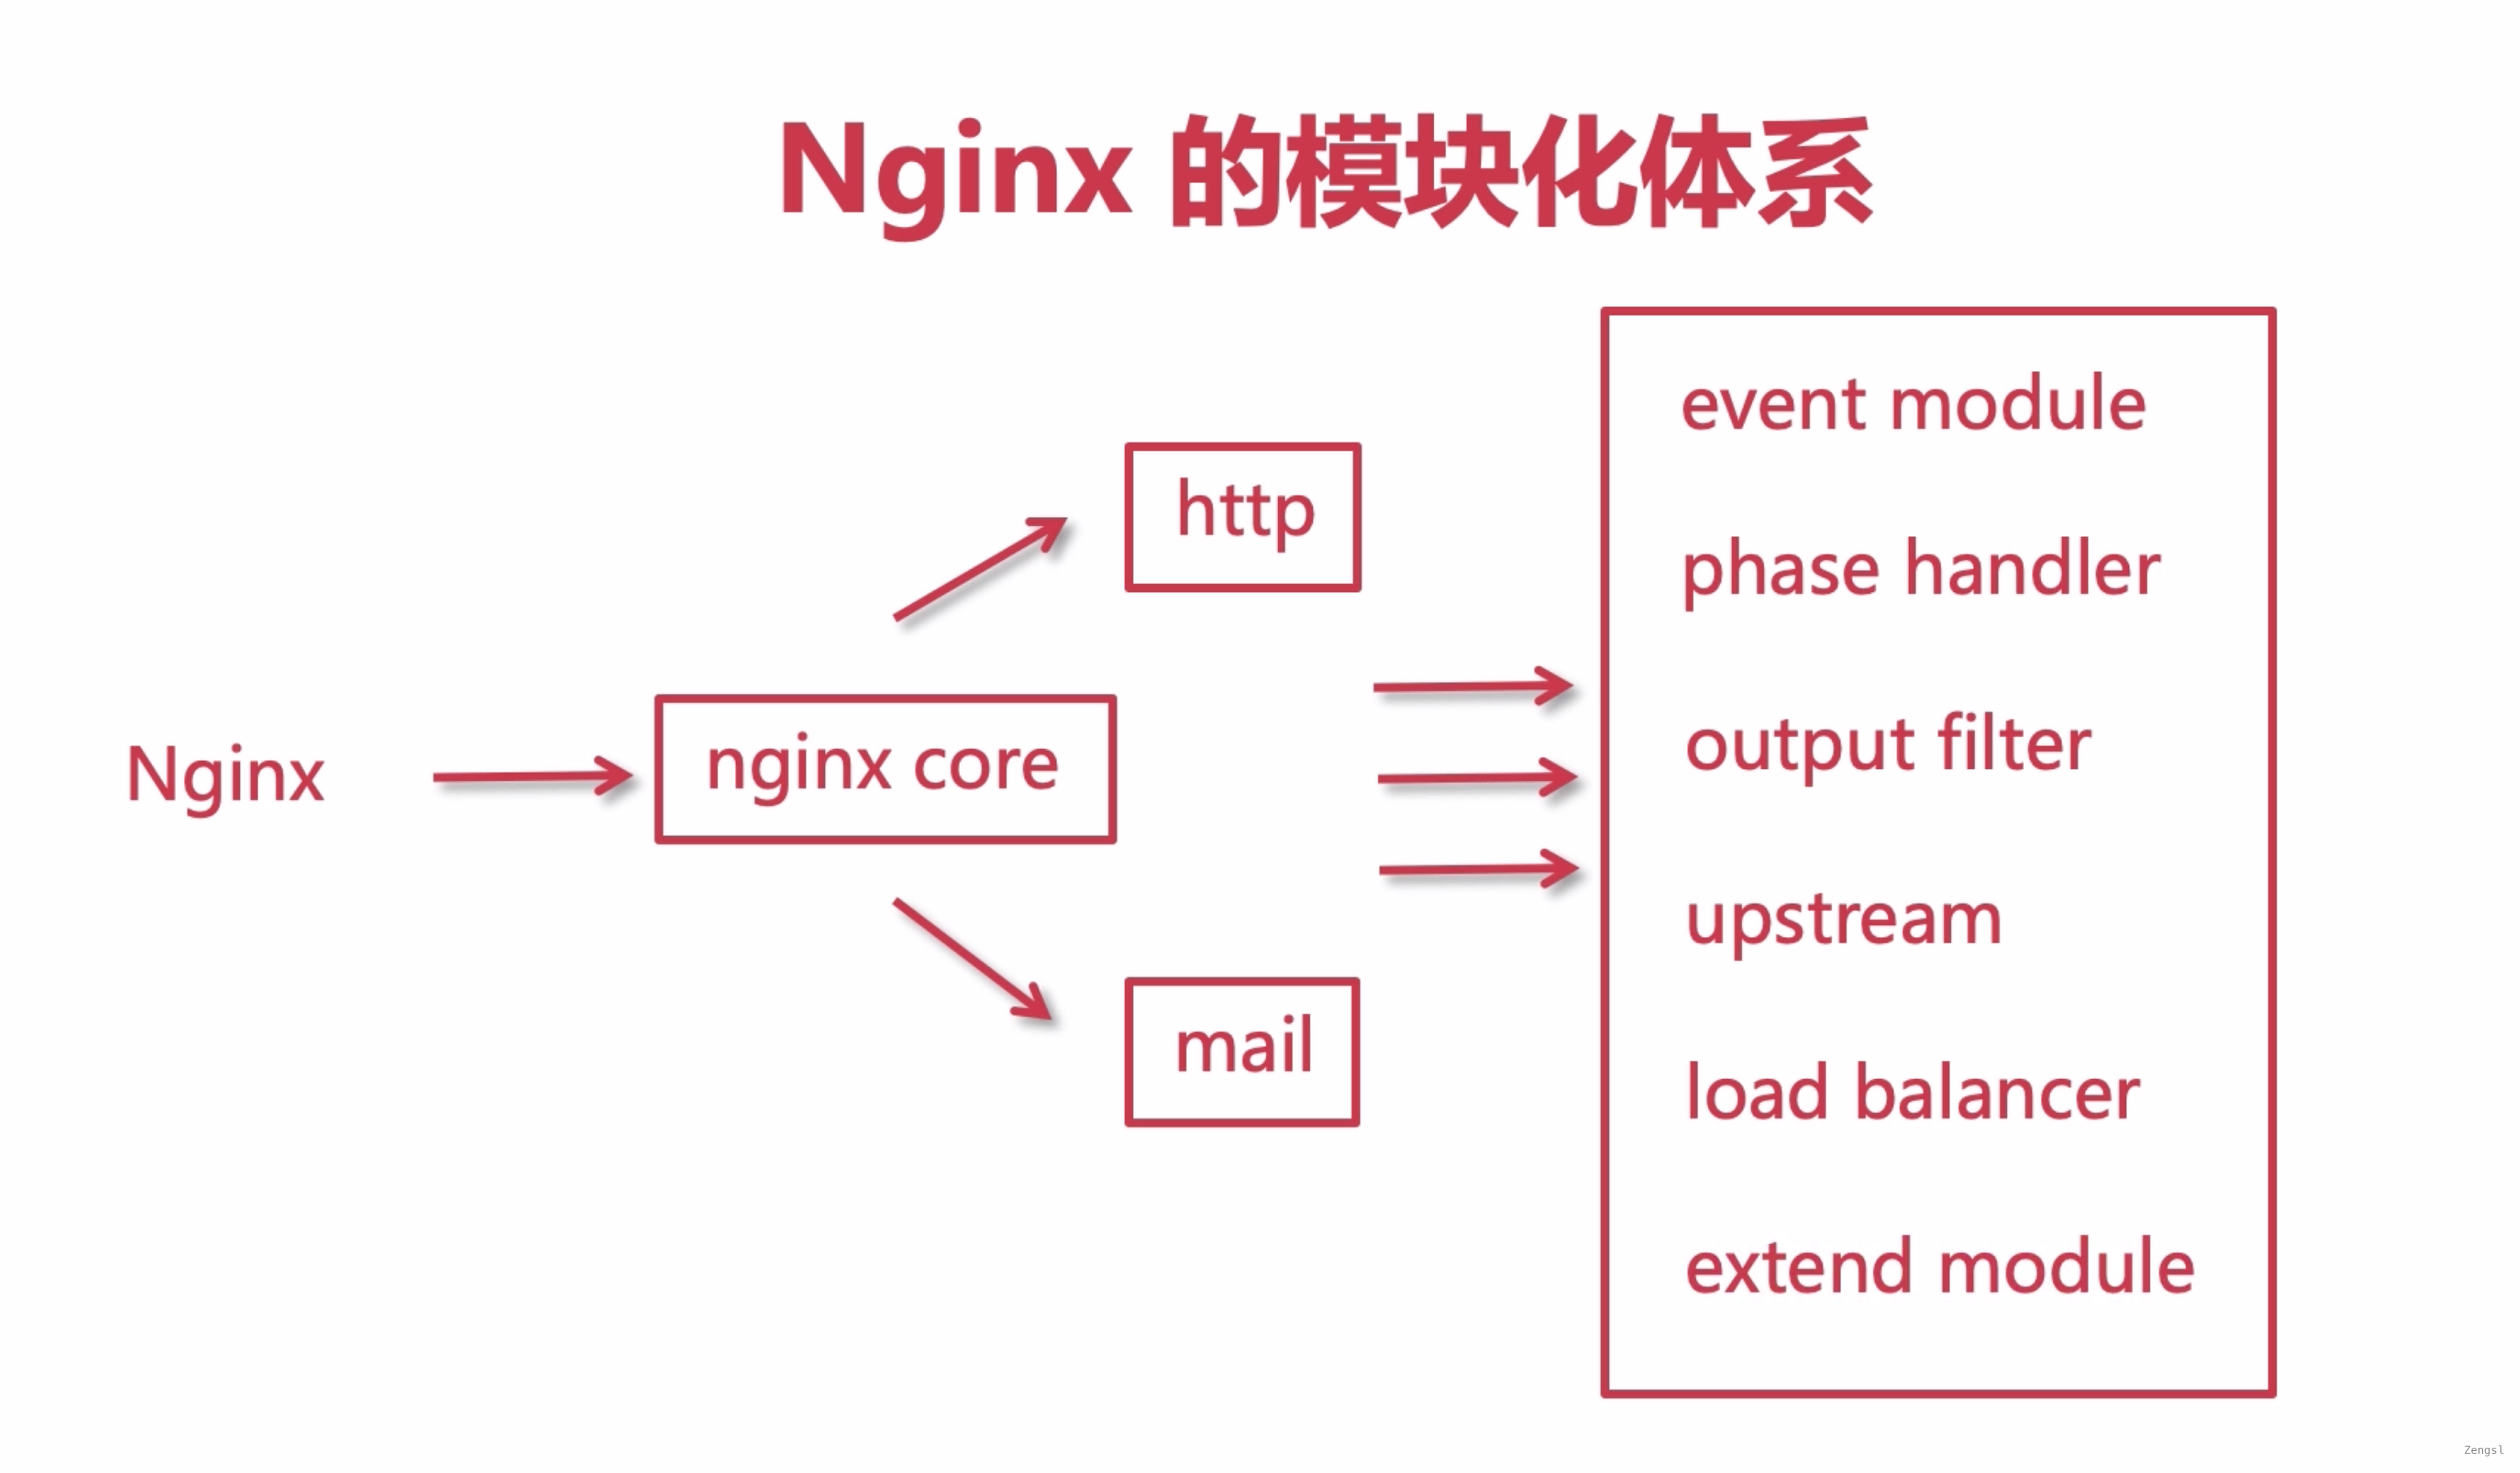 Nginx 的模块化体系
Nginx
nginx core
http
mail
event module
phase handler
output filter
upstream
load balancer
extend module
Zengsl